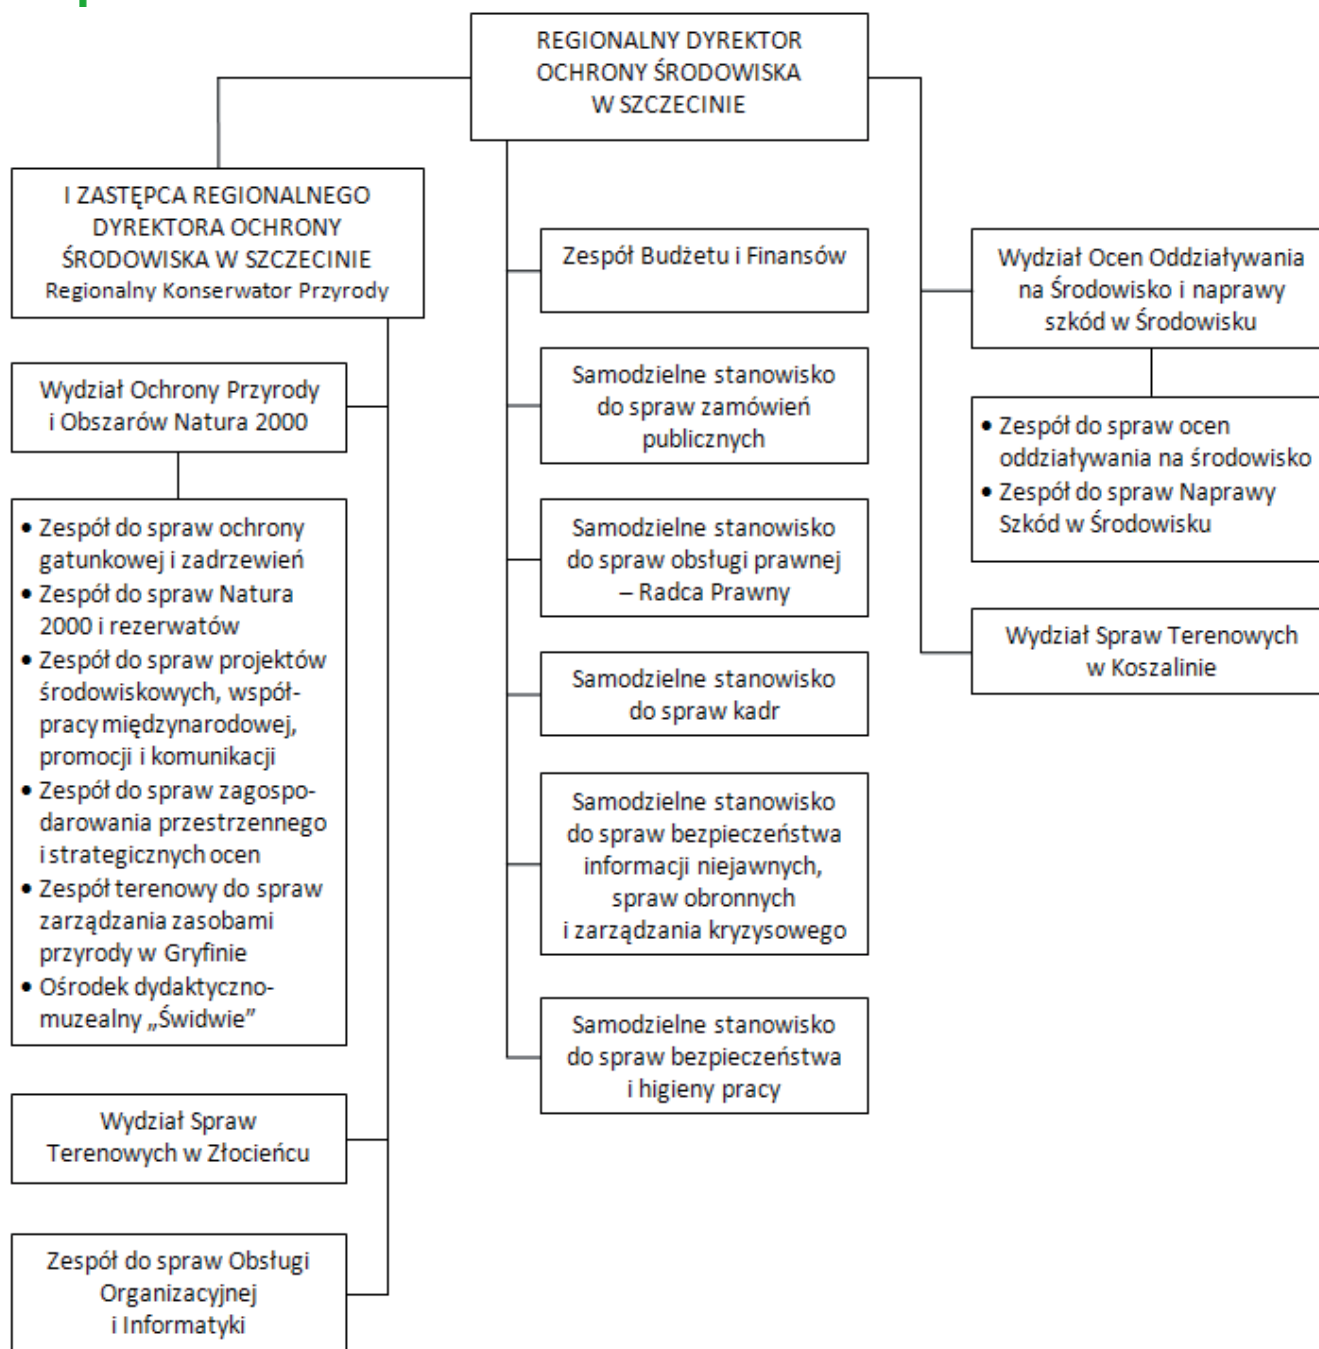 REGIONALNY DYREKTOR
OCHRONY ŚRODOWISKA
W SZCZECINIE
I ZASTĘPCA REGIONALNEGO
DYREKTORA OCHRONY
ŚRODOWISKA W SZCZECINIE
Regionalny Konserwator Przyrody
Wydział Ochrony Przyrody
i Obszarów Natura 2000
• Zespół do spraw ochrony
gatunkowej i zadrzewień
• Zespół do spraw Natura
2000 i rezerwatów
• Zespół do spraw projektów
środowiskowych, współ-
pracy międzynarodowej,
promocji i komunikacji
• Zespół do spraw zagospo-
darowania przestrzennego
i strategicznych ocen
• Zespół terenowy do spraw
zarządzania zasobami
przyrody w Gryfinie
• Ośrodek dydaktyczno-
muzealny „Świdwie”
Wydział Spraw
Terenowych w Złocieńcu
Zespół do spraw Obsługi
Organizacyjnej
i Informatyki
Zespół Budżetu i Finansów
Samodzielne stanowisko
do spraw zamówień
publicznych
Samodzielne stanowisko
do spraw obsługi prawnej
– Radca Prawny
Samodzielne stanowisko
do spraw kadr
Samodzielne stanowisko
do spraw bezpieczeństwa
informacji niejawnych,
spraw obronnych
i zarządzania kryzysowego
Samodzielne stanowisko
do spraw bezpieczeństwa
i higieny pracy
Wydział Ocen Oddziaływania
na Środowisko i naprawy
szkód w Środowisku
• Zespół do spraw ocen
oddziaływania na środowisko
• Zespół do spraw Naprawy
Szkód w Środowisku
Wydział Spraw Terenowych
w Koszalinie